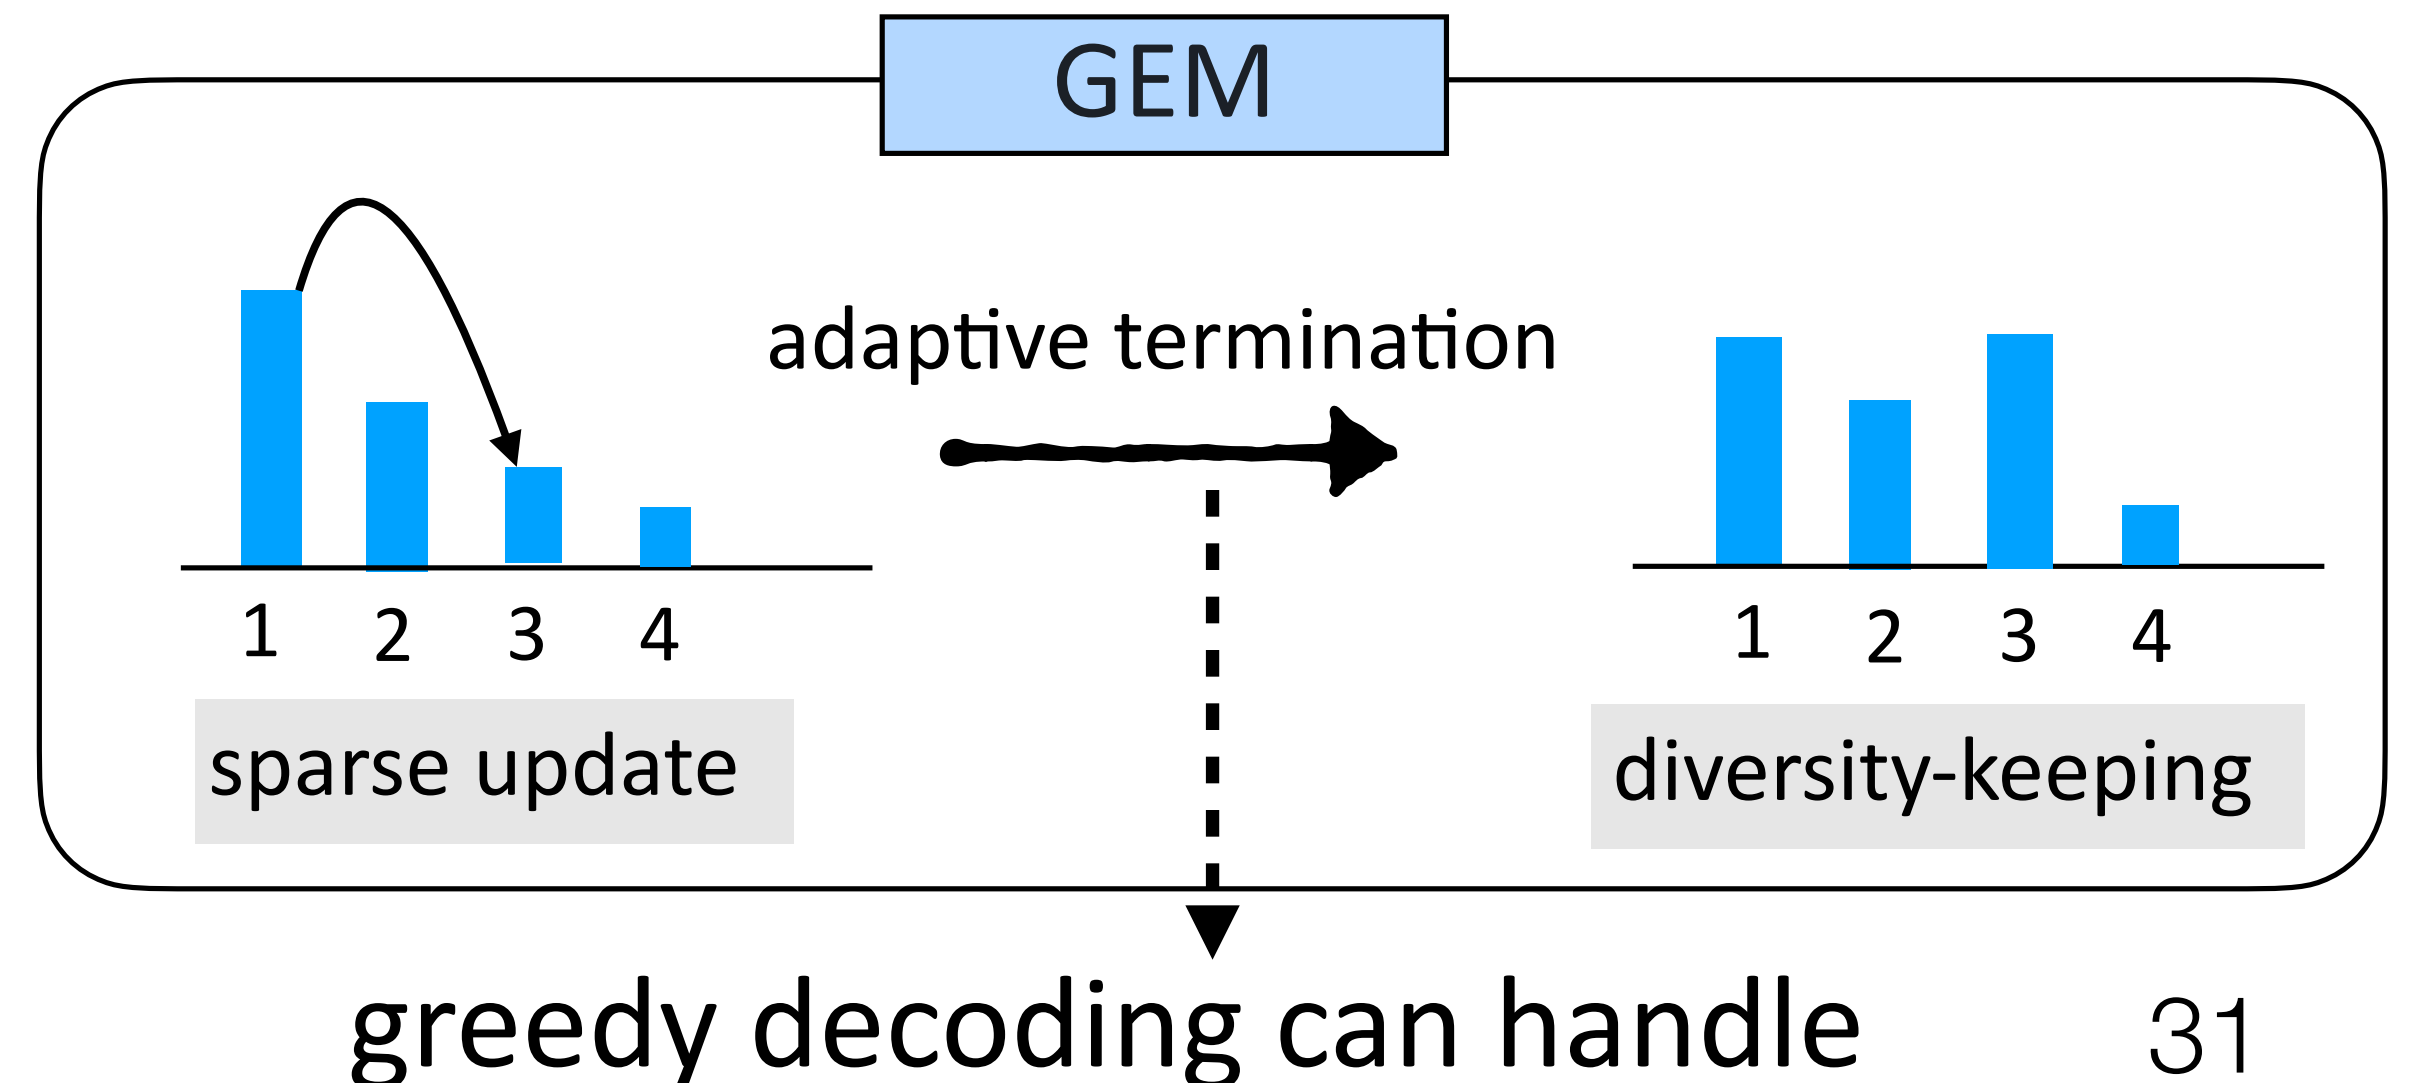 GEM
adaptive termination
1 2 3 4
1 2 3 4
sparse update
diversity-keeping
greedy decoding can handle
31